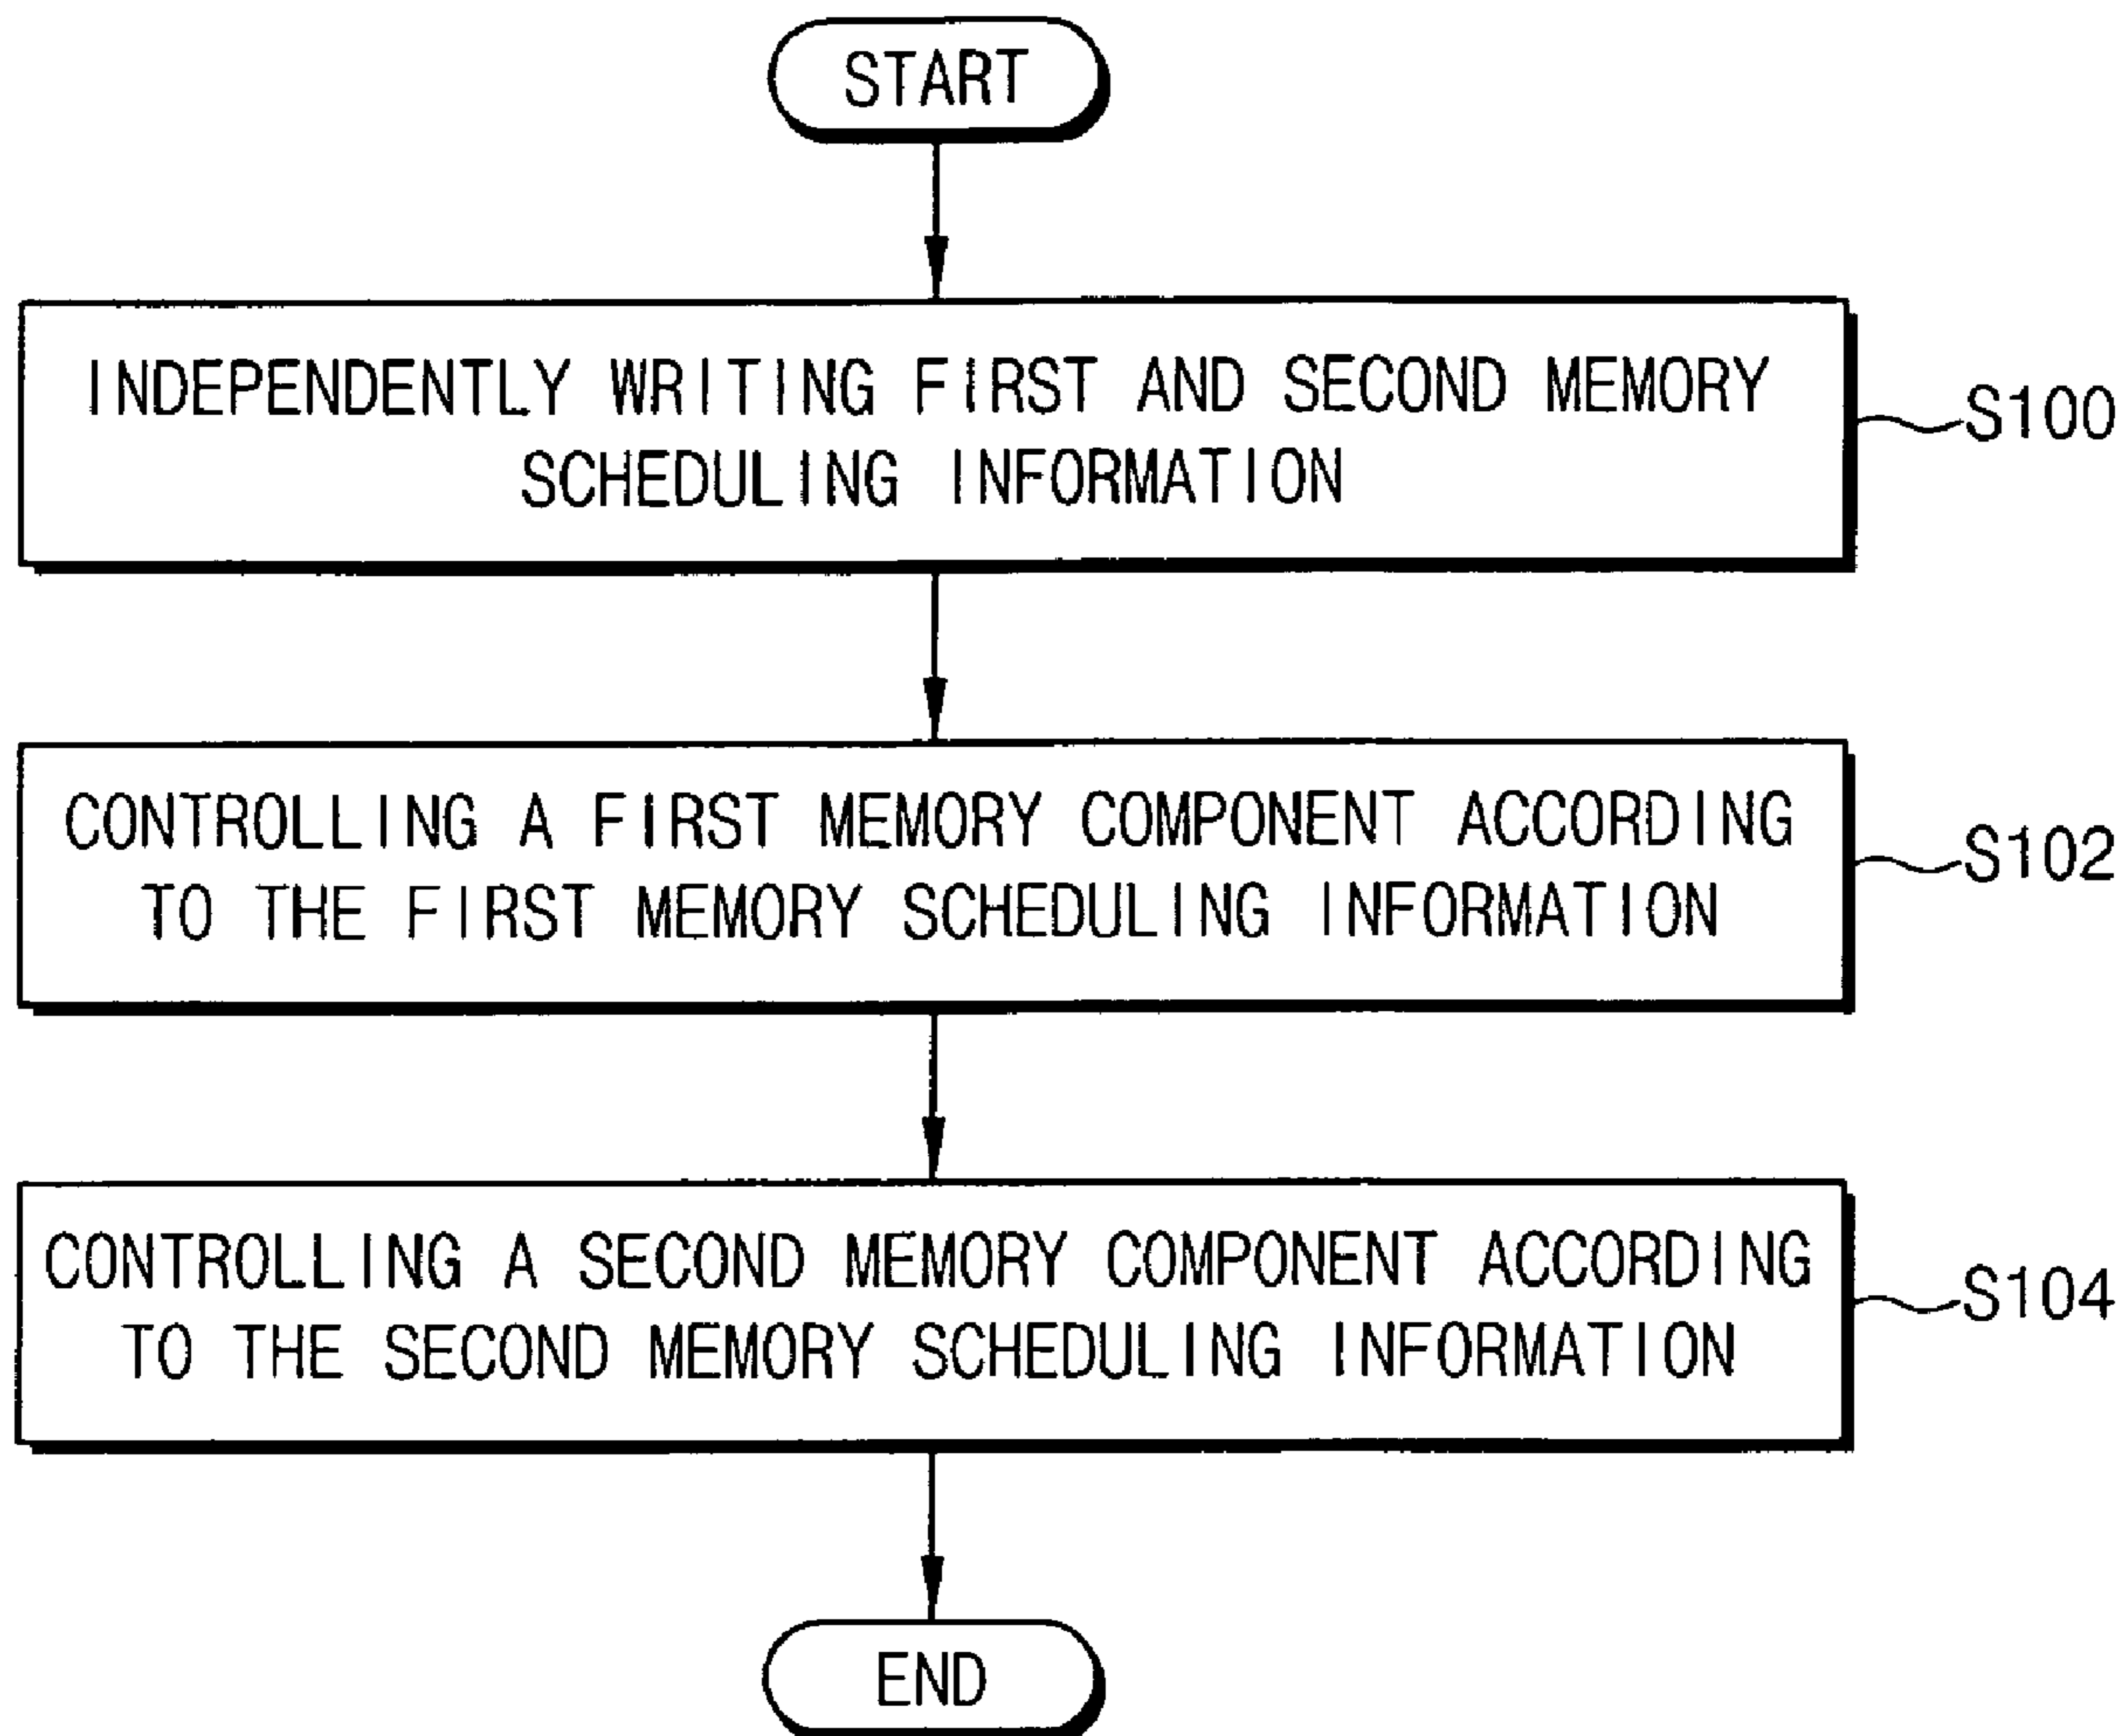 START
INDEPENDENTLY WRITING FIRST AND SECOND MEMORY
SCHEDULING INFORMATION
S100
CONTROLLING A FIRST MEMORY COMPONENT ACCORDING
TO THE FIRST MEMORY SCHEDULING INFORMATION
S102
CONTROLLING A SECOND MEMORY COMPONENT ACCORDING
TO THE SECOND MEMORY SCHEDULING INFORMATION
S104
END